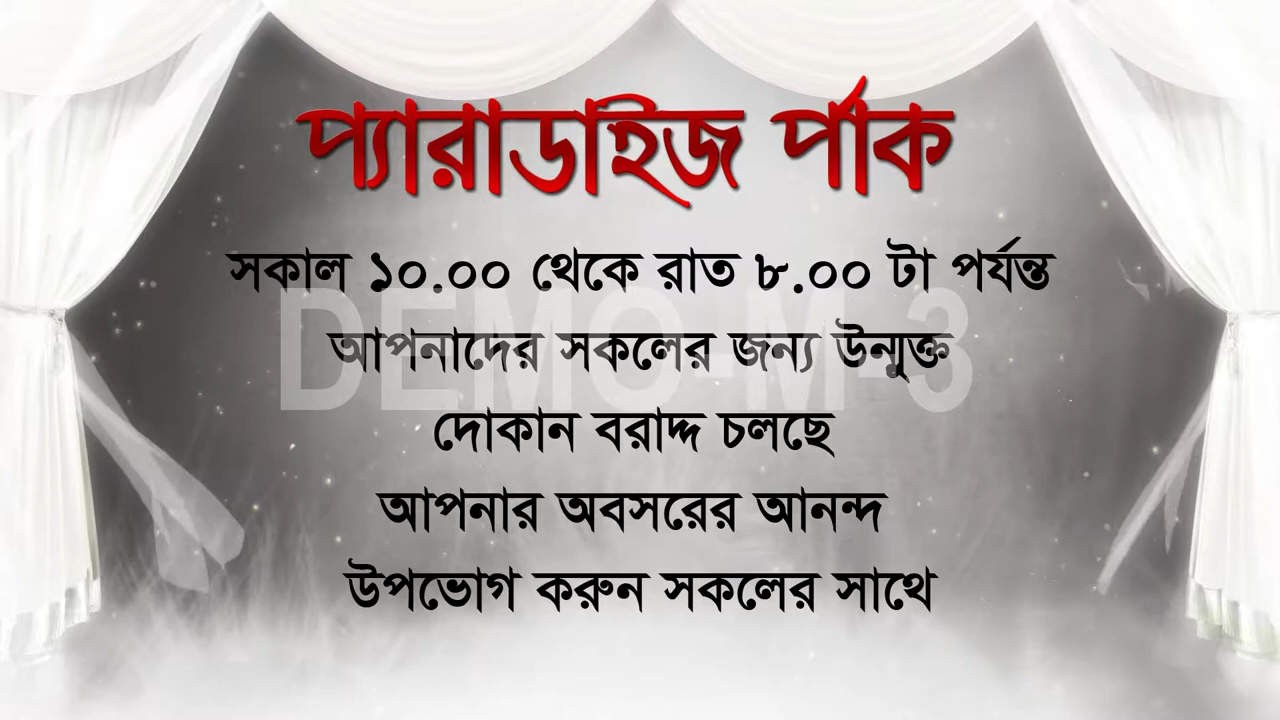 প্যারাডাইজ র্পাক
সকাল ১০.০০ থেকে রাত ৮.০০ টা পর্যন্ত
DEMO-M-3
আপনাদের সকলের জন্য উন্মুক্ত
দোকান বরাদ্দ চলছে
আপনার অবসরের আনন্দ
উপভোগ করুন সকলের সাথে